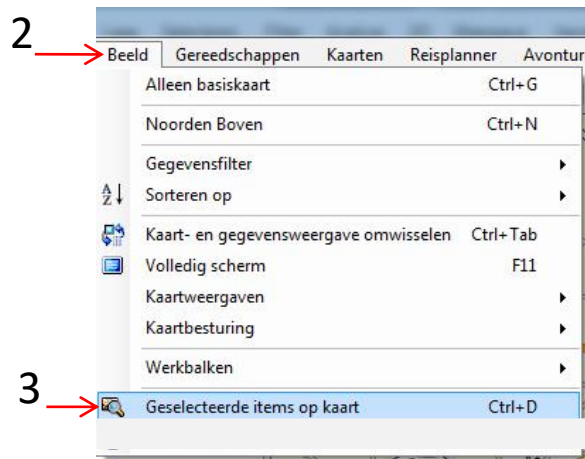 2
Beeld Gereedschappen Kaarten Reisplanner Avontur
Alleen basiskaart Ctrl+G
Noorden Boven Ctrl+N
Gegevensfilter
Sorteren op
Kaart- en gegevensweergave omwisselen Ctrl+Tab
Volledig scherm F11
Kaartweergaven
Kaartbesturing
Werkbalken
3
Geselecteerde items op kaart Ctrl+D